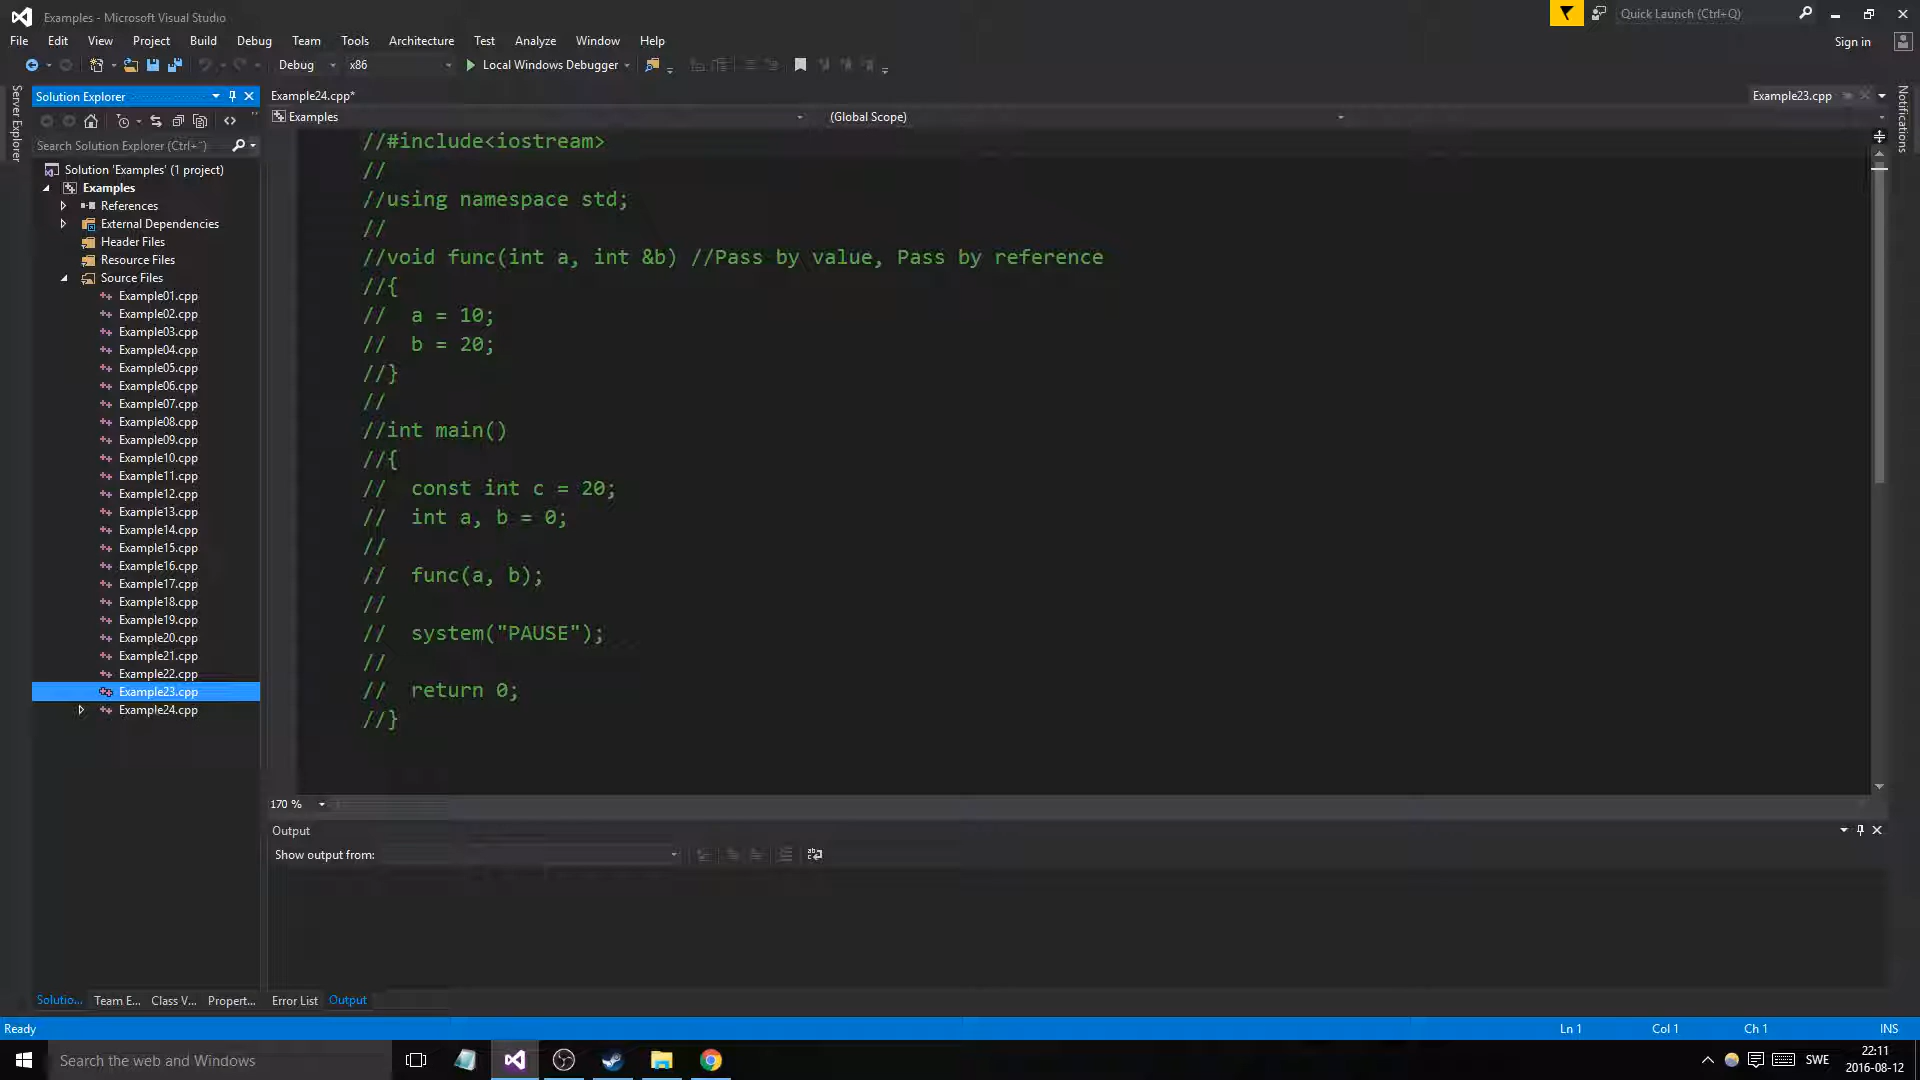 Examples - Microsoft Visual Studio
Quick Launch (Ctrl+Q)
File Edit View Project Build Debug Team Tools Architecture Test Analyze Window Help
Sign in
Debug x86 Local Windows Debugger
Server Explorer
Solution Explorer
Example24.cpp*
Example23.cpp
Notifications
Examples
(Global Scope)
Search Solution Explorer (Ctrl+¨)
Solution 'Examples' (1 project)
Examples
References
External Dependencies
Header Files
Resource Files
Source Files
Example01.cpp
Example02.cpp
Example03.cpp
Example04.cpp
Example05.cpp
Example06.cpp
Example07.cpp
Example08.cpp
Example09.cpp
Example10.cpp
Example11.cpp
Example12.cpp
Example13.cpp
Example14.cpp
Example15.cpp
Example16.cpp
Example17.cpp
Example18.cpp
Example19.cpp
Example20.cpp
Example21.cpp
Example22.cpp
Example23.cpp
Example24.cpp
//#include<iostream>
//
//using namespace std;
//
//void func(int a, int &b) //Pass by value, Pass by reference
//{
//  a = 10;
//  b = 20;
//}
//
//int main()
//{
//  const int c = 20;
//  int a, b = 0;
//
//  func(a, b);
//
//  system("PAUSE");
//
//  return 0;
//}
170 %
Output
Show output from:
Solutio... Team E... Class V... Propert...
Error List Output
Ready
Ln 1 Col 1 Ch 1 INS
Search the web and Windows
SWE
22:11
2016-08-12